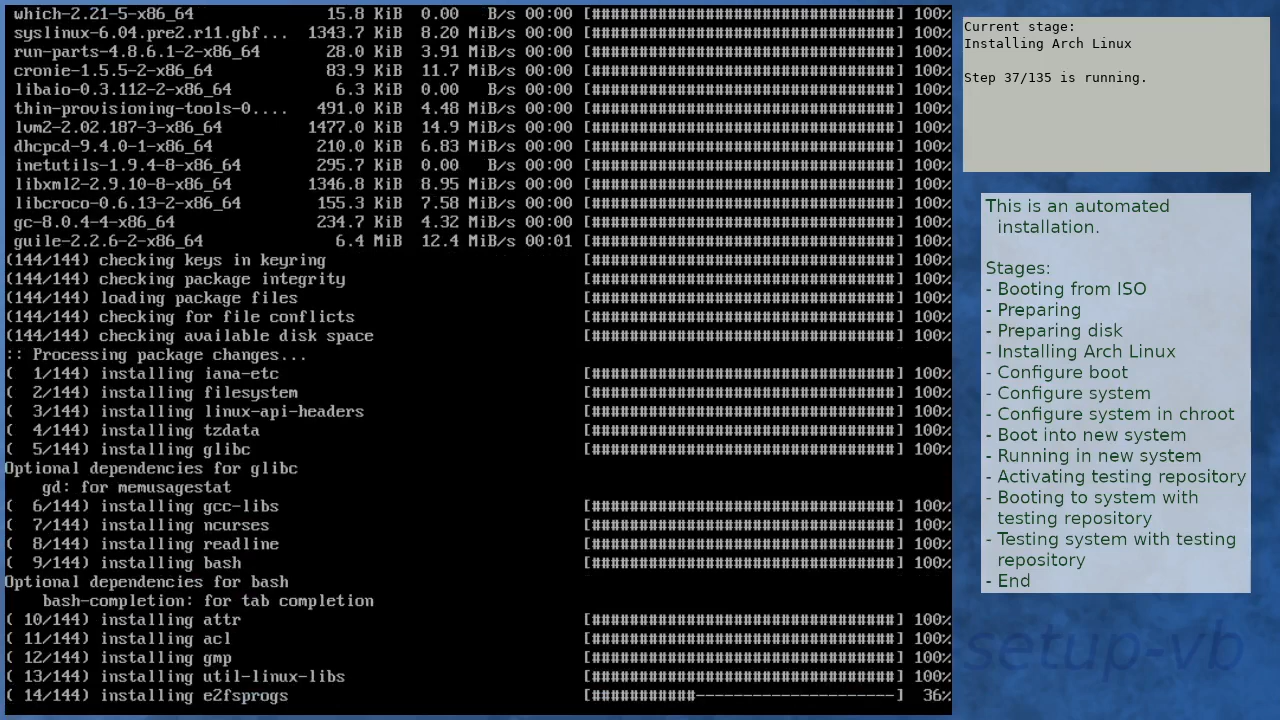 which-2.21-5-x86_64 15.8 KiB 0.00 B/s 00:00 [################################] 100%
syslinux-6.04.pre2.r11.gbf... 1343.7 KiB 8.20 MiB/s 00:00 [################################] 100%
run-parts-4.8.6.1-2-x86_64 28.0 KiB 3.91 MiB/s 00:00 [################################] 100%
cronie-1.5.5-2-x86_64 83.9 KiB 11.7 MiB/s 00:00 [################################] 100%
libaio-0.3.112-2-x86_64 6.3 KiB 0.00 B/s 00:00 [################################] 100%
thin-provisioning-tools-0.... 491.0 KiB 4.48 MiB/s 00:00 [################################] 100%
lvm2-2.02.187-3-x86_64 1477.0 KiB 14.9 MiB/s 00:00 [################################] 100%
dhcpcd-9.4.0-1-x86_64 210.0 KiB 6.83 MiB/s 00:00 [################################] 100%
inetutils-1.9.4-8-x86_64 295.7 KiB 0.00 B/s 00:00 [################################] 100%
libxml2-2.9.10-8-x86_64 1346.8 KiB 8.95 MiB/s 00:00 [################################] 100%
libcroco-0.6.13-2-x86_64 155.3 KiB 7.58 MiB/s 00:00 [################################] 100%
gc-8.0.4-4-x86_64 234.7 KiB 4.32 MiB/s 00:00 [################################] 100%
guile-2.2.6-2-x86_64 6.4 MiB 12.4 MiB/s 00:01 [################################] 100%
(144/144) checking keys in keyring [################################] 100%
(144/144) checking package integrity [################################] 100%
(144/144) loading package files [################################] 100%
(144/144) checking for file conflicts [################################] 100%
(144/144) checking available disk space [################################] 100%
:: Processing package changes...
( 1/144) installing iana-etc [################################] 100%
( 2/144) installing filesystem [################################] 100%
( 3/144) installing linux-api-headers [################################] 100%
( 4/144) installing tzdata [################################] 100%
( 5/144) installing glibc [################################] 100%
Optional dependencies for glibc
gd: for memusagestat
( 6/144) installing gcc-libs [################################] 100%
( 7/144) installing ncurses [################################] 100%
( 8/144) installing readline [################################] 100%
( 9/144) installing bash [################################] 100%
Optional dependencies for bash
bash-completion: for tab completion
( 10/144) installing attr [################################] 100%
( 11/144) installing acl [################################] 100%
( 12/144) installing gmp [################################] 100%
( 13/144) installing util-linux-libs [################################] 100%
( 14/144) installing e2fsprogs [###########---------------------] 36%
Current stage:
Installing Arch Linux
Step 37/135 is running.
This is an automated
installation.
Stages:
- Booting from ISO
- Preparing
- Preparing disk
- Installing Arch Linux
- Configure boot
- Configure system
- Configure system in chroot
- Boot into new system
- Running in new system
- Activating testing repository
- Booting to system with
testing repository
- Testing system with testing
repository
- End
setup-vb